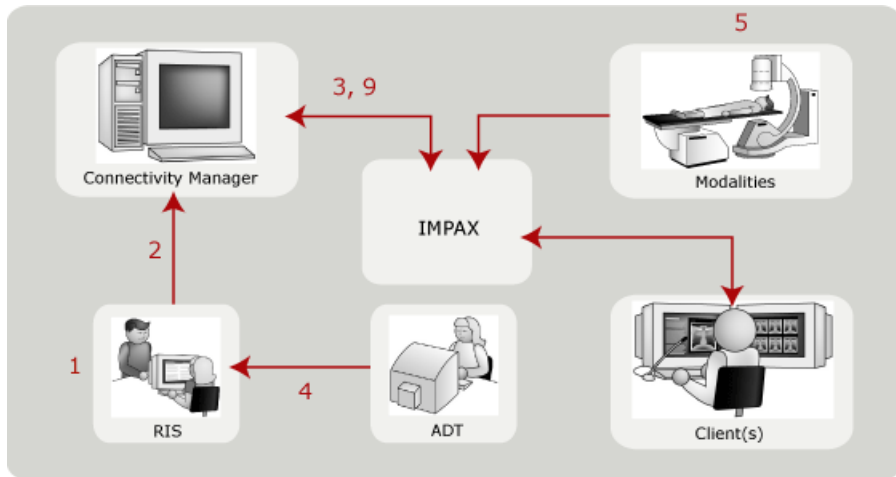 5
3, 9
Connectivity Manager
Modalities
IMPAX
2
1
4
RIS
ADT
Client(s)